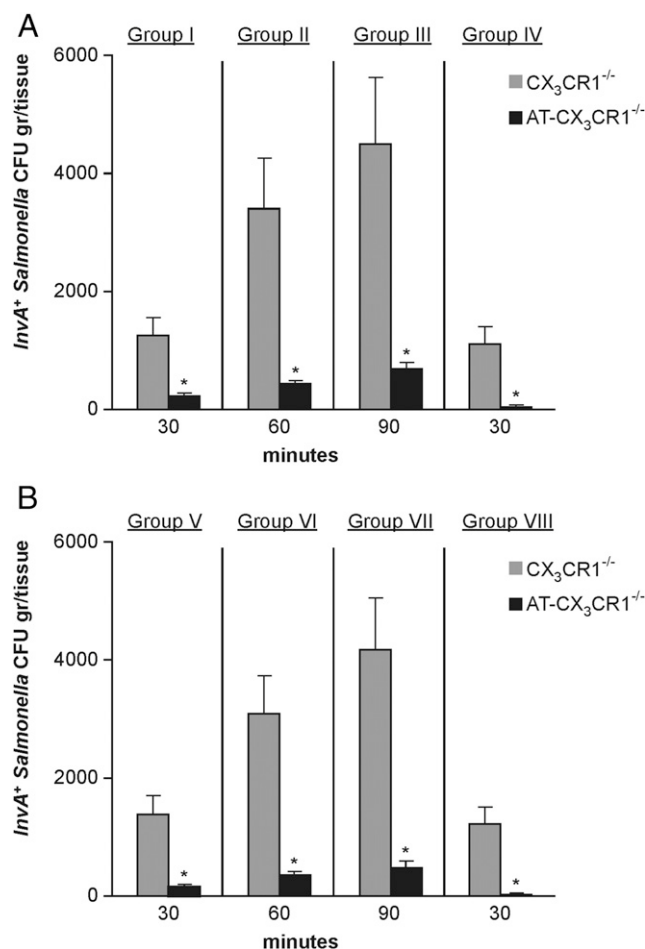 A
Group I Group II Group III Group IV
6000
4000
2000
0
InvA⁺ Salmonella CFU gr/tissue
CX₃CR1⁻/⁻
AT-CX₃CR1⁻/⁻
* * * *
30 60 90 30
minutes
B
Group V Group VI Group VII Group VIII
6000
4000
2000
0
InvA⁺ Salmonella CFU gr/tissue
CX₃CR1⁻/⁻
AT-CX₃CR1⁻/⁻
* * * *
30 60 90 30
minutes